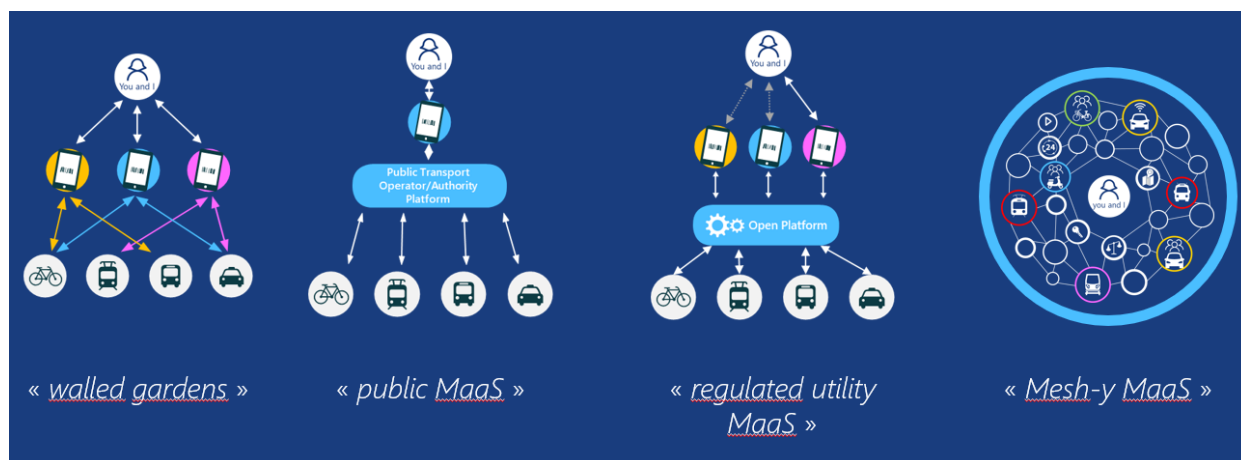 You and I
« walled gardens »
You and I
Public Transport
Operator/Authority
Platform
« public MaaS »
You and I
Open Platform
« regulated utility
MaaS »
24
you and I
« Mesh-y MaaS »